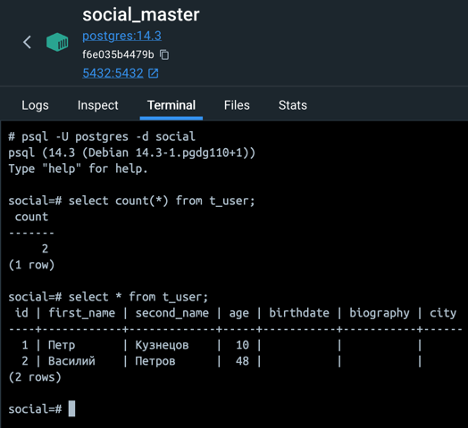 social_master
postgres:14.3
f6e035b4479b
5432:5432
Logs Inspect Terminal Files Stats
# psql -U postgres -d social
psql (14.3 (Debian 14.3-1.pgdg110+1))
Type "help" for help.
social=# select count(*) from t_user;
 count
-------
     2
(1 row)
social=# select * from t_user;
 id | first_name | second_name | age | birthdate | biography | city
----+------------+-------------+-----+-----------+-----------+------
  1 | Петр       | Кузнецов    |  10 |           |           |
  2 | Василий    | Петров      |  48 |           |           |
(2 rows)
social=#